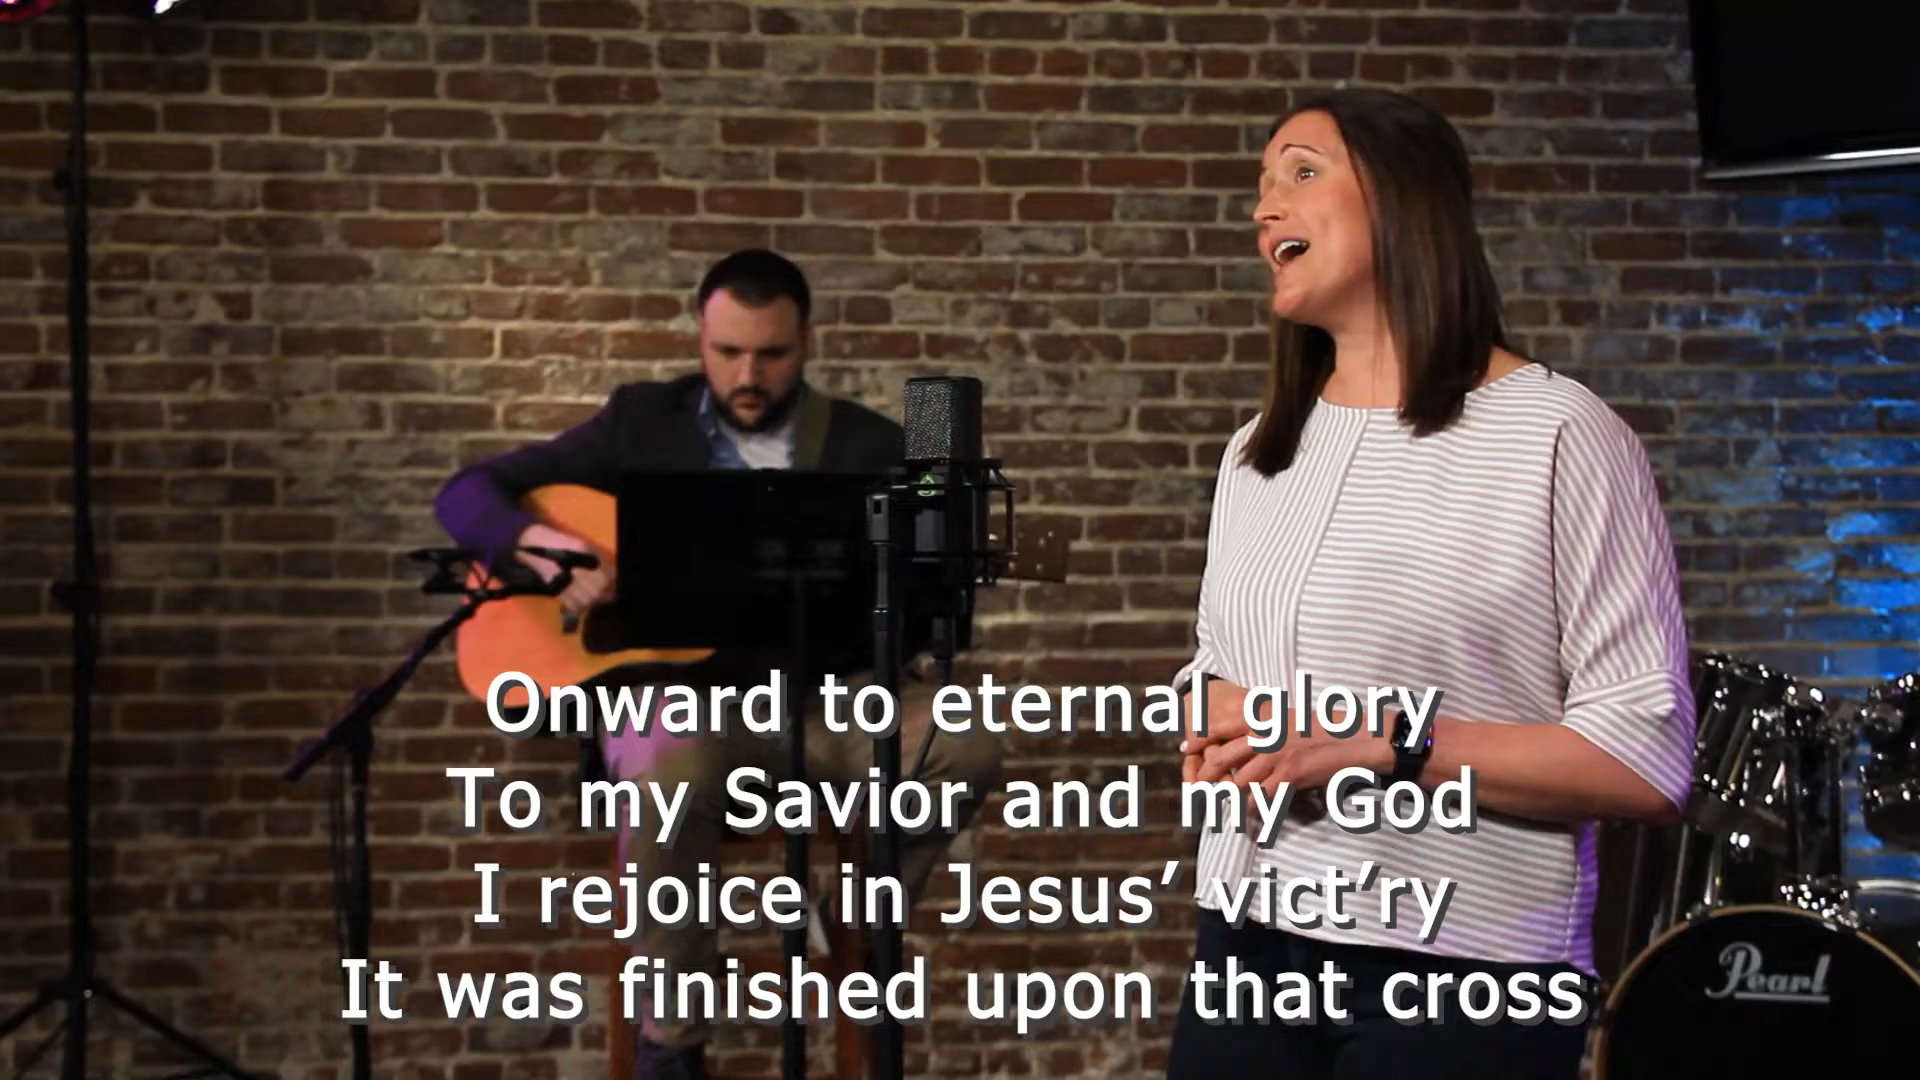 Onward to eternal glory
To my Savior and my God
I rejoice in Jesus’ vict’ry
It was finished upon that cross
Pearl